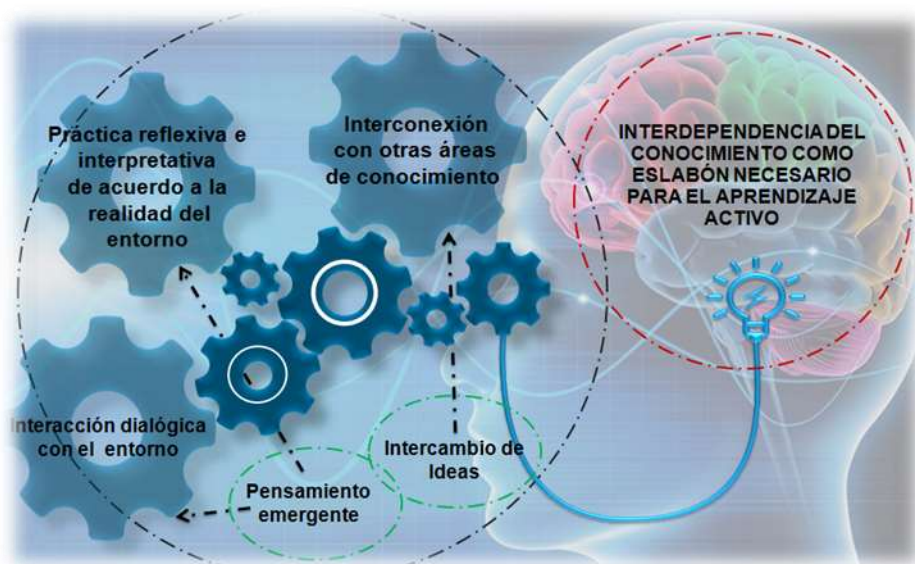 Práctica reflexiva e
interpretativa
de acuerdo a la
realidad del
entorno
Interconexión
con otras áreas
de conocimiento
INTERDEPENDENCIA DEL
CONOCIMIENTO COMO
ESLABÓN NECESARIO
PARA EL APRENDIZAJE
ACTIVO
Interacción dialógica
con el entorno
Pensamiento
emergente
Intercambio de
Ideas